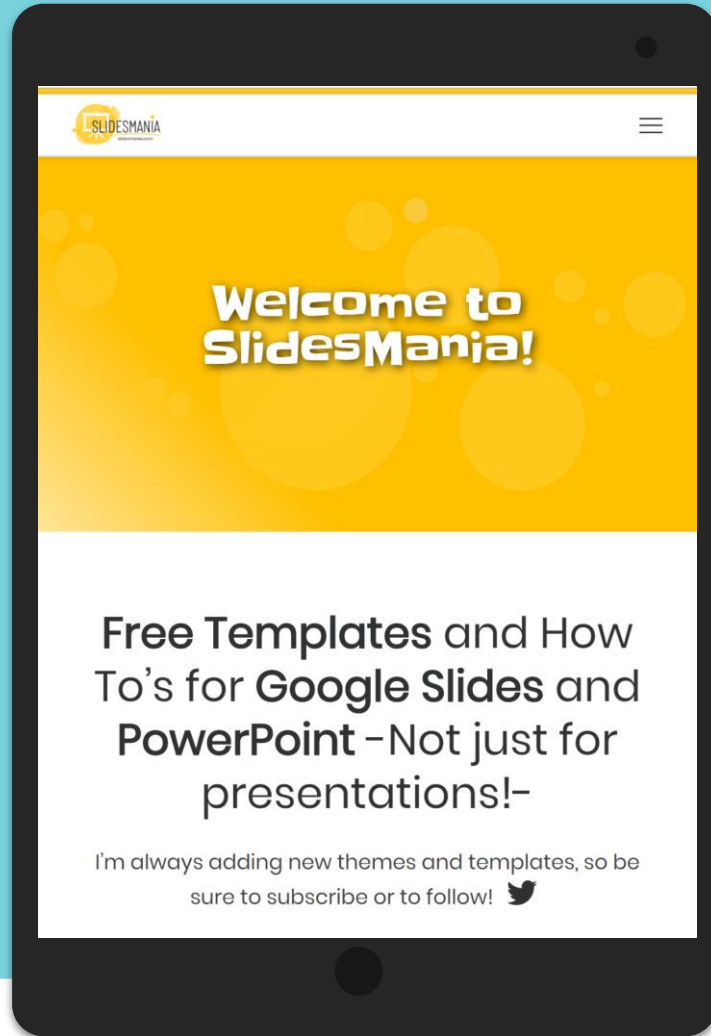 SLIDESMANIA
Welcome to
SlidesMania!
Free Templates and How
To's for Google Slides and
PowerPoint -Not just for
presentations!-
I'm always adding new themes and templates, so be
sure to subscribe or to follow!